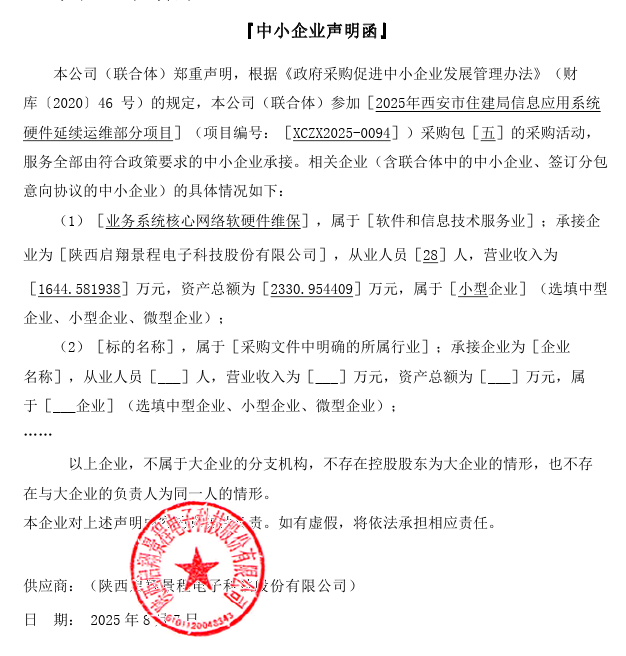 『中小企业声明函』
本公司（联合体）郑重声明，根据《政府采购促进中小企业发展管理办法》（财
库〔2020〕46 号）的规定，本公司（联合体）参加［2025年西安市住建局信息应用系统
硬件延续运维部分项目］（项目编号：［XCZX2025-0094］）采购包［五］的采购活动，
服务全部由符合政策要求的中小企业承接。相关企业（含联合体中的中小企业、签订分包
意向协议的中小企业）的具体情况如下：
（1）［业务系统核心网络软硬件维保］，属于［软件和信息技术服务业］；承接企
业为［陕西启翔景程电子科技股份有限公司］，从业人员［28］人，营业收入为
［1644.581938］万元，资产总额为［2330.954409］万元，属于［小型企业］（选填中型
企业、小型企业、微型企业）；
（2）［标的名称］，属于［采购文件中明确的所属行业］；承接企业为［企业
名称］，从业人员［___］人，营业收入为［___］万元，资产总额为［___］万元，属
于［___企业］（选填中型企业、小型企业、微型企业）；
……
以上企业，不属于大企业的分支机构，不存在控股股东为大企业的情形，也不存
在与大企业的负责人为同一人的情形。
本企业对上述声明 责。如有虚假，将依法承担相应责任。
供应商：（陕西启翔景程电子科技股份有限公司）
日　期： 2025 年 8 月 7 日
陕西启翔景程电子科技股份有限公司